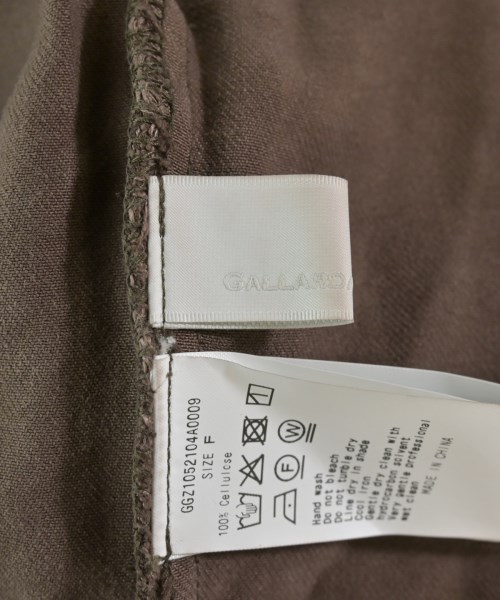 GALLARDA
GGZ1052104A0009
SIZE F
100% Cellulose
Hand wash
Do not bleach
Do not tumble dry
Line dry in shade
Cool iron
Gentle dry clean with
hydrocarbon solvent
Very gentle professional
wet clean
MADE IN CHINA